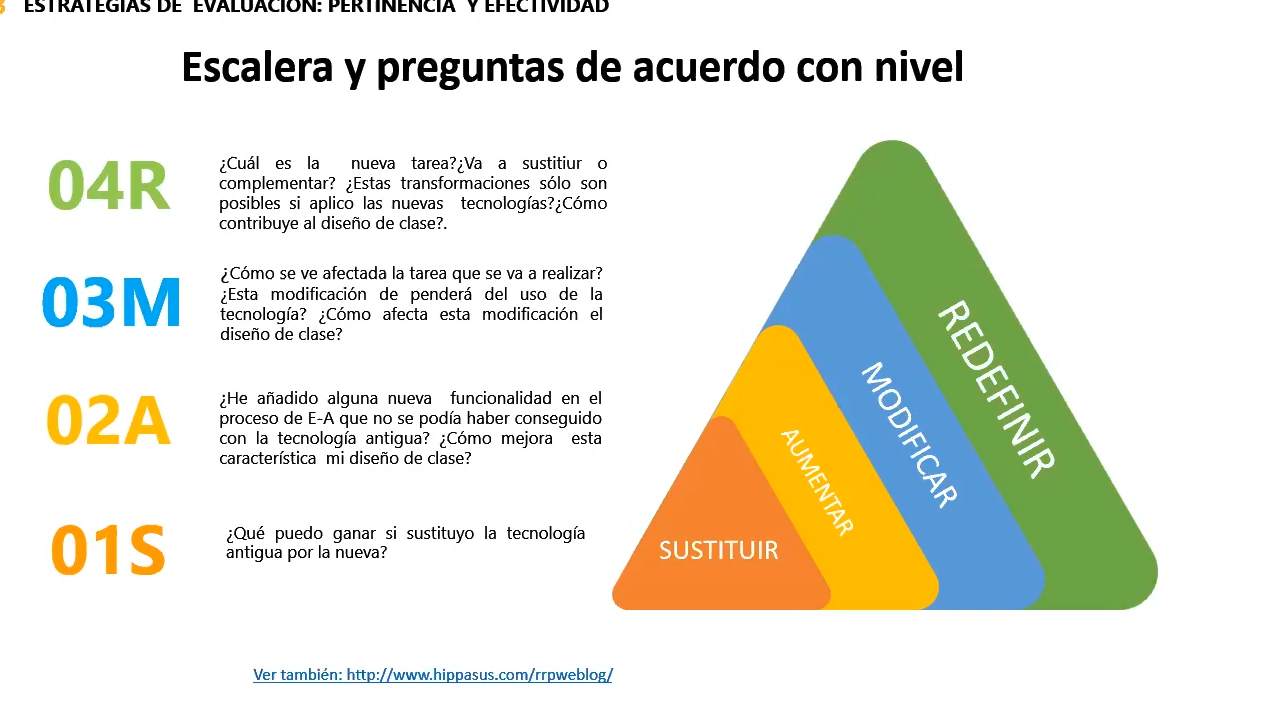 ESTRATEGIAS DE EVALUACIÓN: PERTINENCIA Y EFECTIVIDAD
Escalera y preguntas de acuerdo con nivel
04R
¿Cuál es la nueva tarea?¿Va a sustitiur o
complementar? ¿Estas transformaciones sólo son
posibles si aplico las nuevas tecnologías?¿Cómo
contribuye al diseño de clase?.
03M
¿Cómo se ve afectada la tarea que se va a realizar?
¿Esta modificación de penderá del uso de la
tecnología? ¿Cómo afecta esta modificación el
diseño de clase?
02A
¿He añadido alguna nueva funcionalidad en el
proceso de E-A que no se podía haber conseguido
con la tecnología antigua? ¿Cómo mejora esta
característica mi diseño de clase?
01S
¿Qué puedo ganar si sustituyo la tecnología
antigua por la nueva?
REDEFINIR
MODIFICAR
AUMENTAR
SUSTITUIR
Ver también: http://www.hippasus.com/rrpweblog/